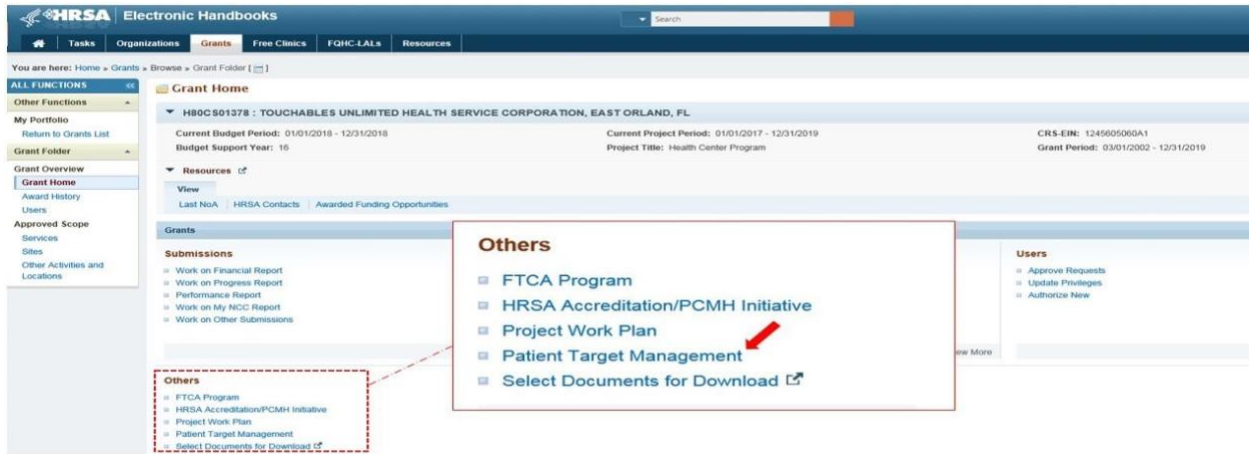 HRSA Electronic Handbooks
Search
Tasks Organizations Grants Free Clinics FQHC-LALs Resources
You are here: Home » Grants » Browse » Grant Folder [ ]
ALL FUNCTIONS «
Other Functions
My Portfolio
Return to Grants List
Grant Folder
Grant Overview
Grant Home
Award History
Users
Approved Scope
Services
Sites
Other Activities and
Locations
Grant Home
H80CS01378 : TOUCHABLES UNLIMITED HEALTH SERVICE CORPORATION, EAST ORLAND, FL
Current Budget Period: 01/01/2018 - 12/31/2018 Current Project Period: 01/01/2017 - 12/31/2019 CRS-EIN: 1245605060A1
Budget Support Year: 16 Project Title: Health Center Program Grant Period: 03/01/2002 - 12/31/2019
Resources
View
Last NoA HRSA Contacts Awarded Funding Opportunities
Grants
Submissions
Work on Financial Report
Work on Progress Report
Performance Report
Work on My NCC Report
Work on Other Submissions
Others
FTCA Program
HRSA Accreditation/PCMH Initiative
Project Work Plan
Patient Target Management
Select Documents for Download
Users
Approve Requests
Update Privileges
Authorize New
More
Others
FTCA Program
HRSA Accreditation/PCMH Initiative
Project Work Plan
Patient Target Management
Select Documents for Download